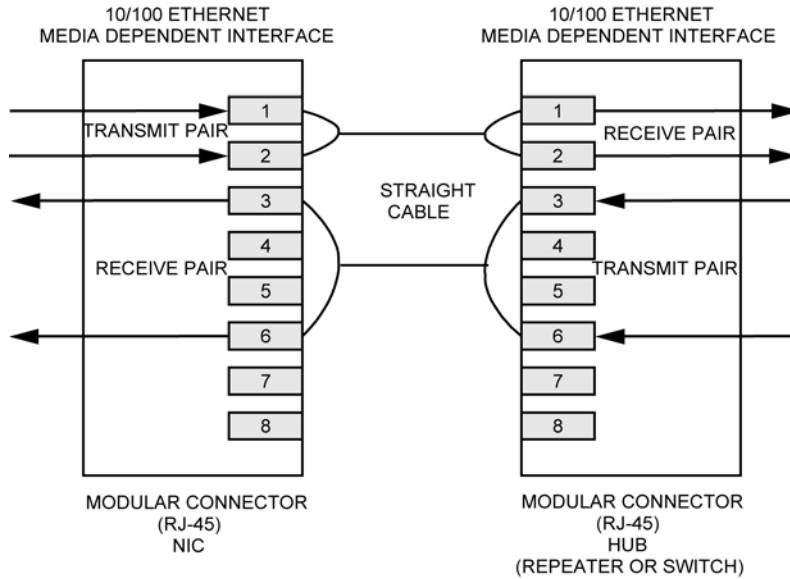 10/100 ETHERNET
MEDIA DEPENDENT INTERFACE
10/100 ETHERNET
MEDIA DEPENDENT INTERFACE
1
TRANSMIT PAIR
2
3
4
RECEIVE PAIR
5
6
7
8
STRAIGHT
CABLE
1
RECEIVE PAIR
2
3
4
TRANSMIT PAIR
5
6
7
8
MODULAR CONNECTOR
(RJ-45)
NIC
MODULAR CONNECTOR
(RJ-45)
HUB
(REPEATER OR SWITCH)